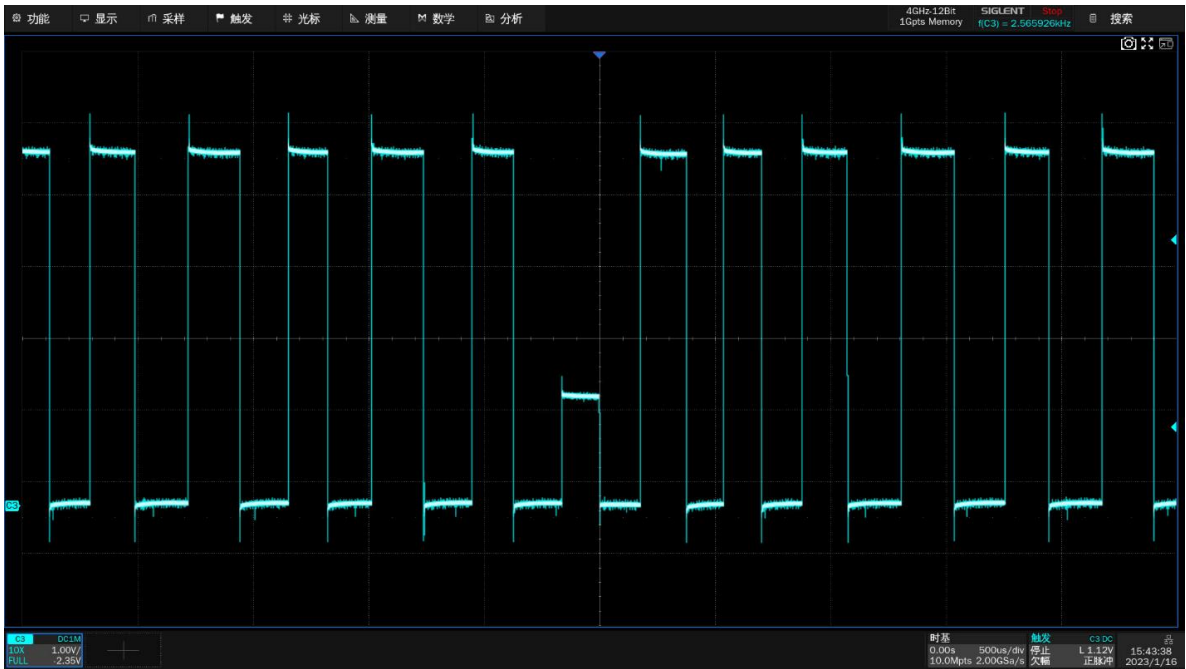 功能 显示 采样 触发 光标 测量 数学 分析
4GHz-12Bit SIGLENT Stop
1Gpts Memory f(C3) = 2.565926kHz
搜索
C3
C3 DC1M
10X 1.00V/
FULL -2.35V
时基
0.00s 500us/div
10.0Mpts 2.00GSa/s
触发 C3 DC
停止 L 1.12V
欠幅 正脉冲
15:43:38
2023/1/16